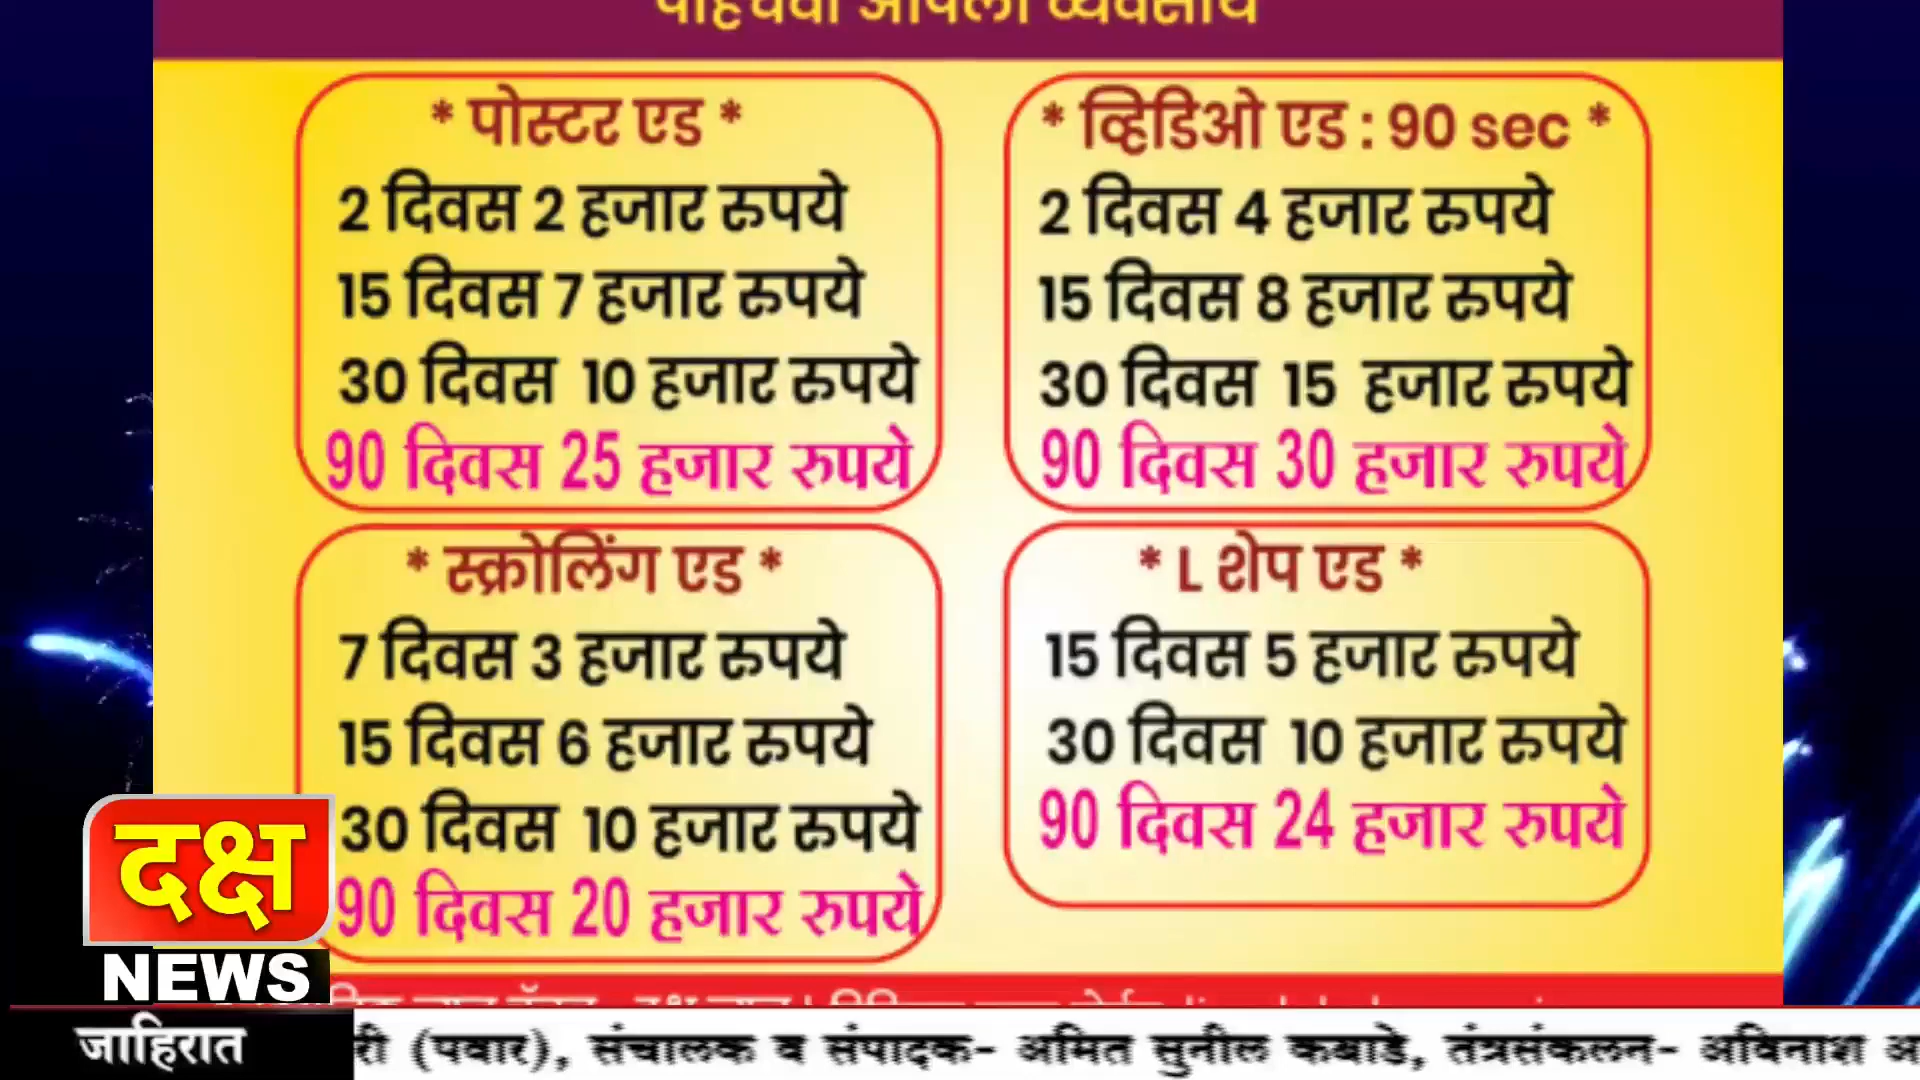 पोहचवा आपला व्यवसाय
* पोस्टर एड *
2 दिवस 2 हजार रुपये
15 दिवस 7 हजार रुपये
30 दिवस 10 हजार रुपये
90 दिवस 25 हजार रुपये
* व्हिडिओ एड : 90 sec *
2 दिवस 4 हजार रुपये
15 दिवस 8 हजार रुपये
30 दिवस 15 हजार रुपये
90 दिवस 30 हजार रुपये
* स्क्रोलिंग एड *
7 दिवस 3 हजार रुपये
15 दिवस 6 हजार रुपये
30 दिवस 10 हजार रुपये
90 दिवस 20 हजार रुपये
* L शेप एड *
15 दिवस 5 हजार रुपये
30 दिवस 10 हजार रुपये
90 दिवस 24 हजार रुपये
दक्ष
NEWS
जाहिरात
री (पवार), संचालक व संपादक- अमित सुनील कबाडे, तंत्रसंकलन- अविनाश अ